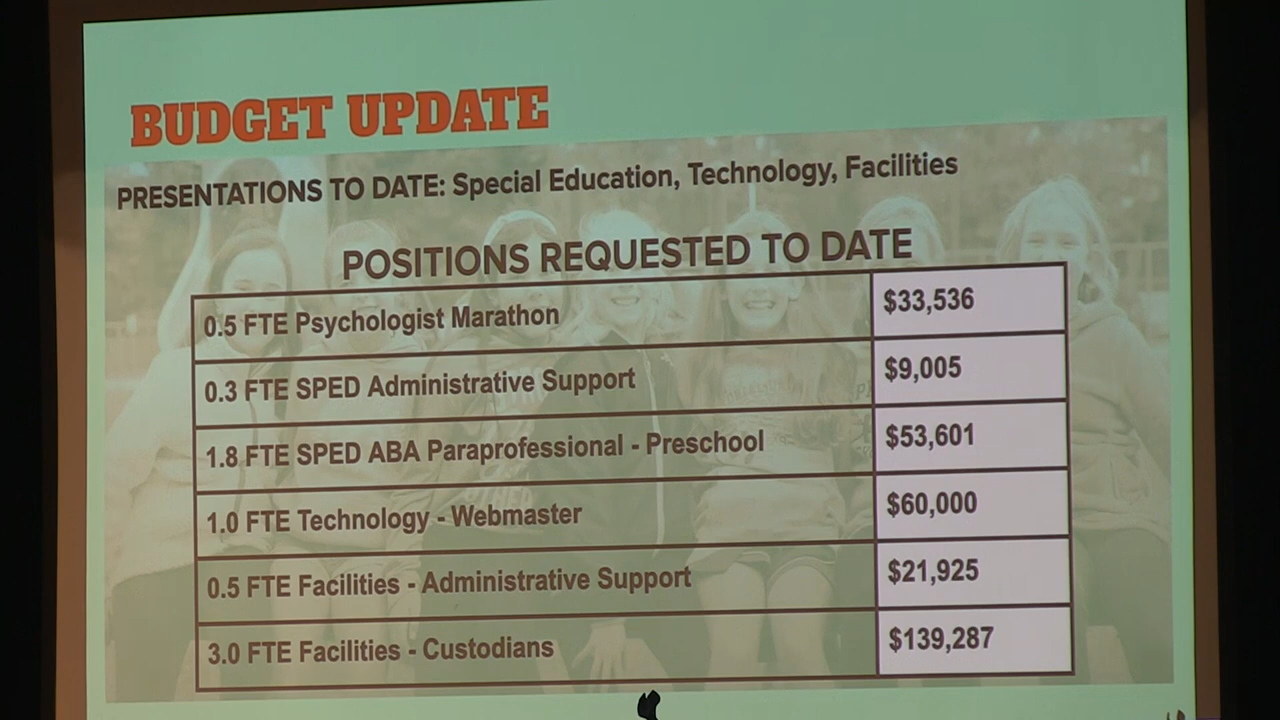 BUDGET UPDATE
PRESENTATIONS TO DATE: Special Education, Technology, Facilities
POSITIONS REQUESTED TO DATE
0.5 FTE Psychologist Marathon $33,536
0.3 FTE SPED Administrative Support $9,005
1.8 FTE SPED ABA Paraprofessional - Preschool $53,601
1.0 FTE Technology - Webmaster $60,000
0.5 FTE Facilities - Administrative Support $21,925
3.0 FTE Facilities - Custodians $139,287